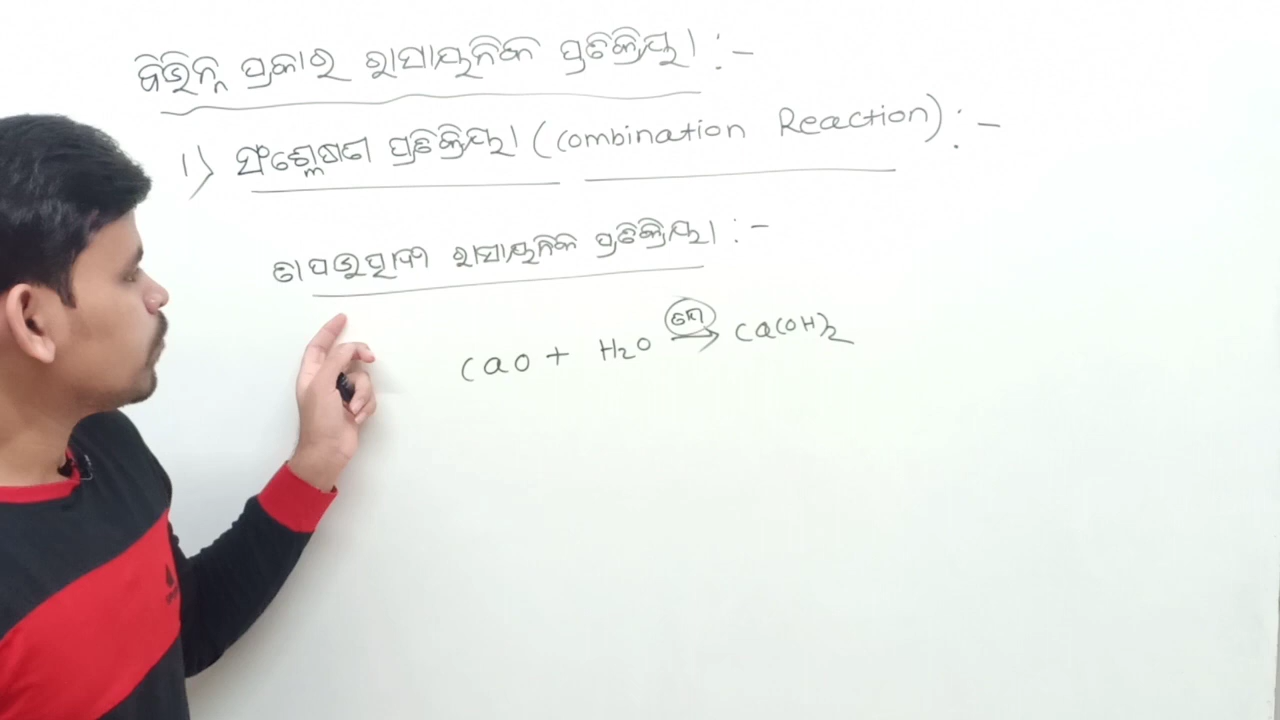 ବିଭିନ୍ନ ପ୍ରକାର ରାସାୟନିକ ପ୍ରତିକ୍ରିୟା :-
1) ସଂଶ୍ଳେଷଣ ପ୍ରତିକ୍ରିୟା (Combination Reaction) :-
ତାପଉତ୍ପାଦୀ ରାସାୟନିକ ପ୍ରତିକ୍ରିୟା :-
CaO + H₂O → Ca(OH)₂